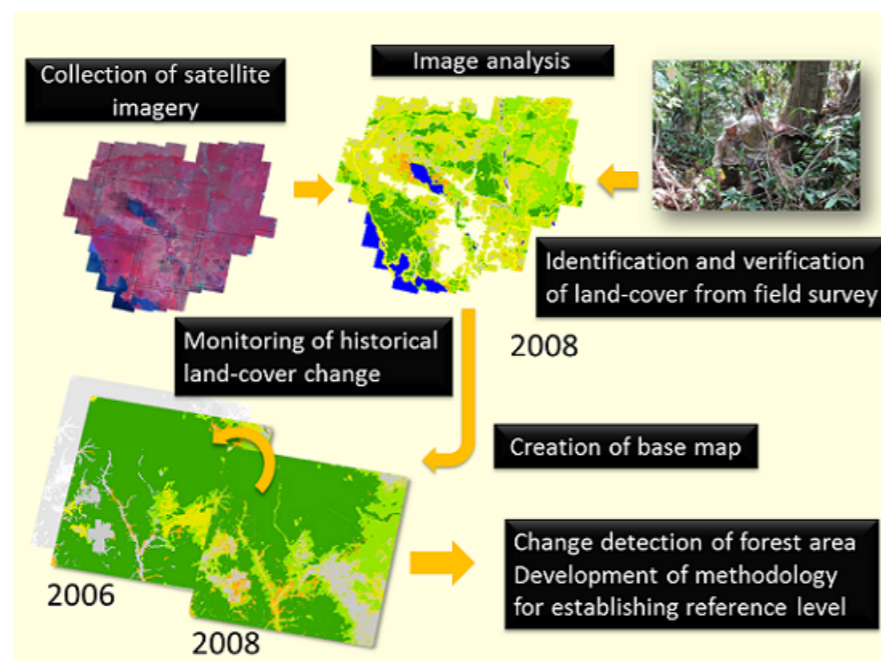 Collection of satellite
imagery
Image analysis
Identification and verification
of land-cover from field survey
2008
Monitoring of historical
land-cover change
Creation of base map
2006
2008
Change detection of forest area
Development of methodology
for establishing reference level